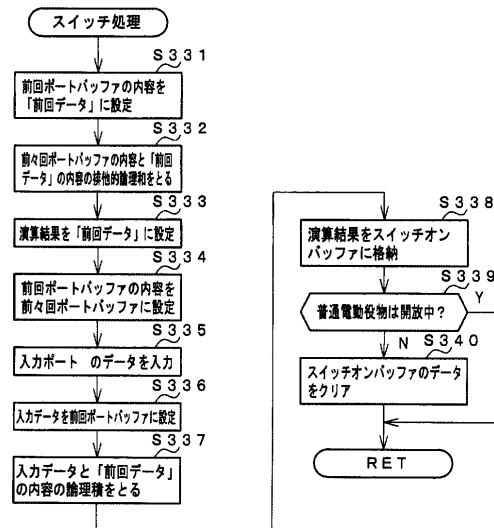 スイッチ処理
S331
前回ポートバッファの内容を
「前回データ」に設定
S332
前々回ポートバッファの内容と「前回
データ」の内容の排他的論理和をとる
S333
演算結果を「前回データ」に設定
S334
前回ポートバッファの内容を
前々回ポートバッファに設定
S335
入力ポート のデータを入力
S336
入力データを前回ポートバッファに設定
S337
入力データと「前回データ」
の内容の論理積をとる
S338
演算結果をスイッチオン
バッファに格納
S339
普通電動役物は開放中?
Y
N
S340
スイッチオンバッファのデータ
をクリア
RET